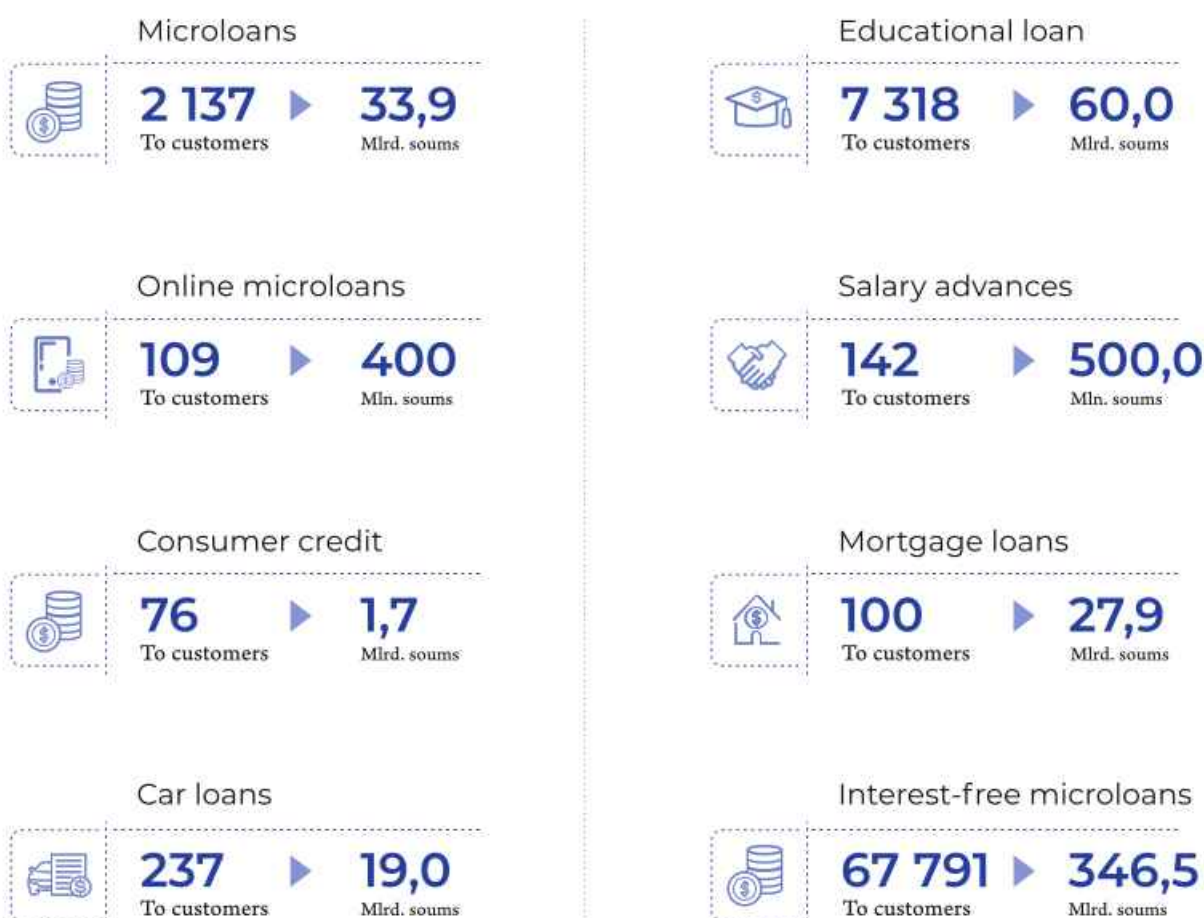 Microloans
2 137
33,9
To customers
Mlrd. soums
Online microloans
109
400
To customers
Mln. soums
Consumer credit
76
1,7
To customers
Mlrd. soums
Car loans
237
19,0
To customers
Mlrd. soums
Educational loan
7 318
60,0
To customers
Mlrd. soums
Salary advances
142
500,0
To customers
Mln. soums
Mortgage loans
100
27,9
To customers
Mlrd. soums
Interest-free microloans
67 791
346,5
To customers
Mlrd. soums